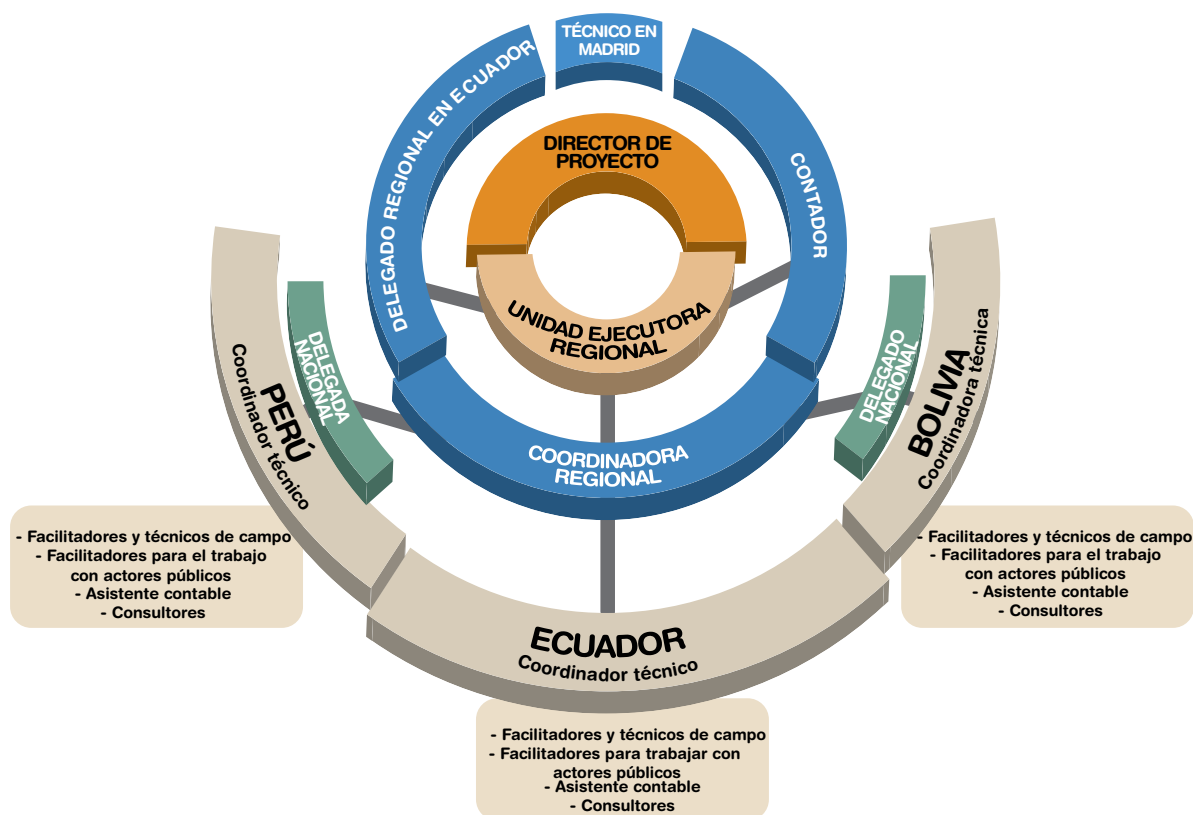 TÉCNICO EN
MADRID
DELEGADO REGIONAL EN ECUADOR
CONTADOR
DIRECTOR DE
PROYECTO
UNIDAD EJECUTORA
REGIONAL
COORDINADORA
REGIONAL
DELEGADA
NACIONAL
DELEGADO
NACIONAL
PERÚ
Coordinador técnico
BOLIVIA
Coordinadora técnica
ECUADOR
Coordinador técnico
- Facilitadores y técnicos de campo
- Facilitadores para el trabajo
con actores públicos
- Asistente contable
- Consultores
- Facilitadores y técnicos de campo
- Facilitadores para el trabajo
con actores públicos
- Asistente contable
- Consultores
- Facilitadores y técnicos de campo
- Facilitadores para trabajar con
actores públicos
- Asistente contable
- Consultores